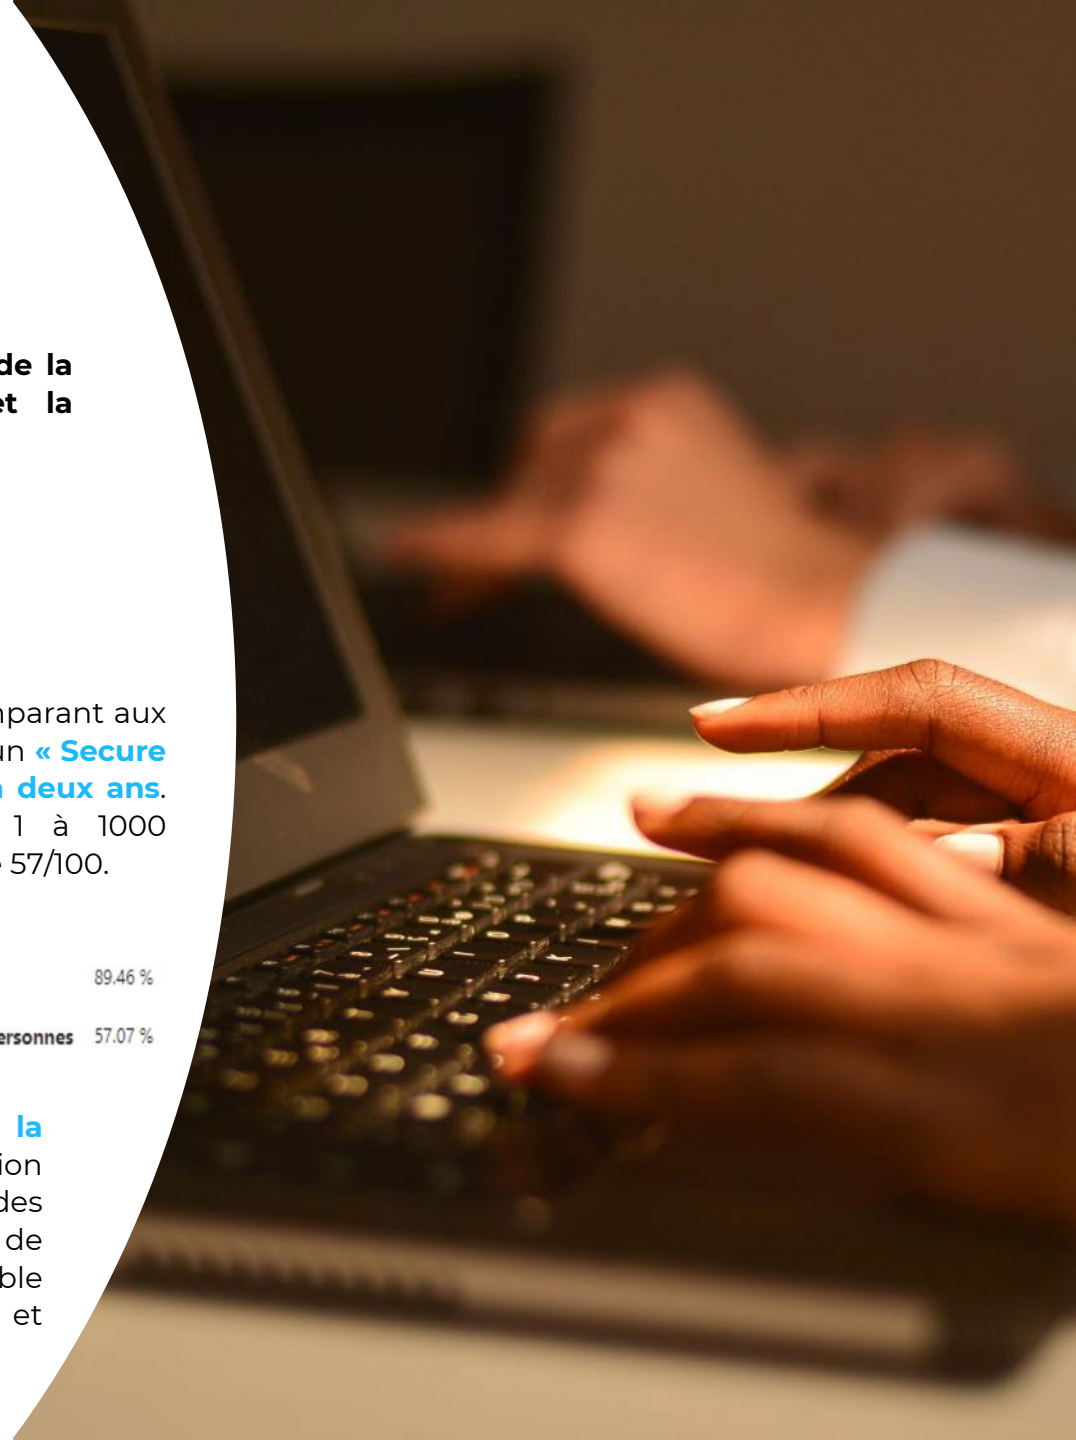 de la
et la
mparant aux
un « Secure
n deux ans.
1 à 1000
e 57/100.
89.46 %
ersonnes 57.07 %
la
ion
des
de
ble
et